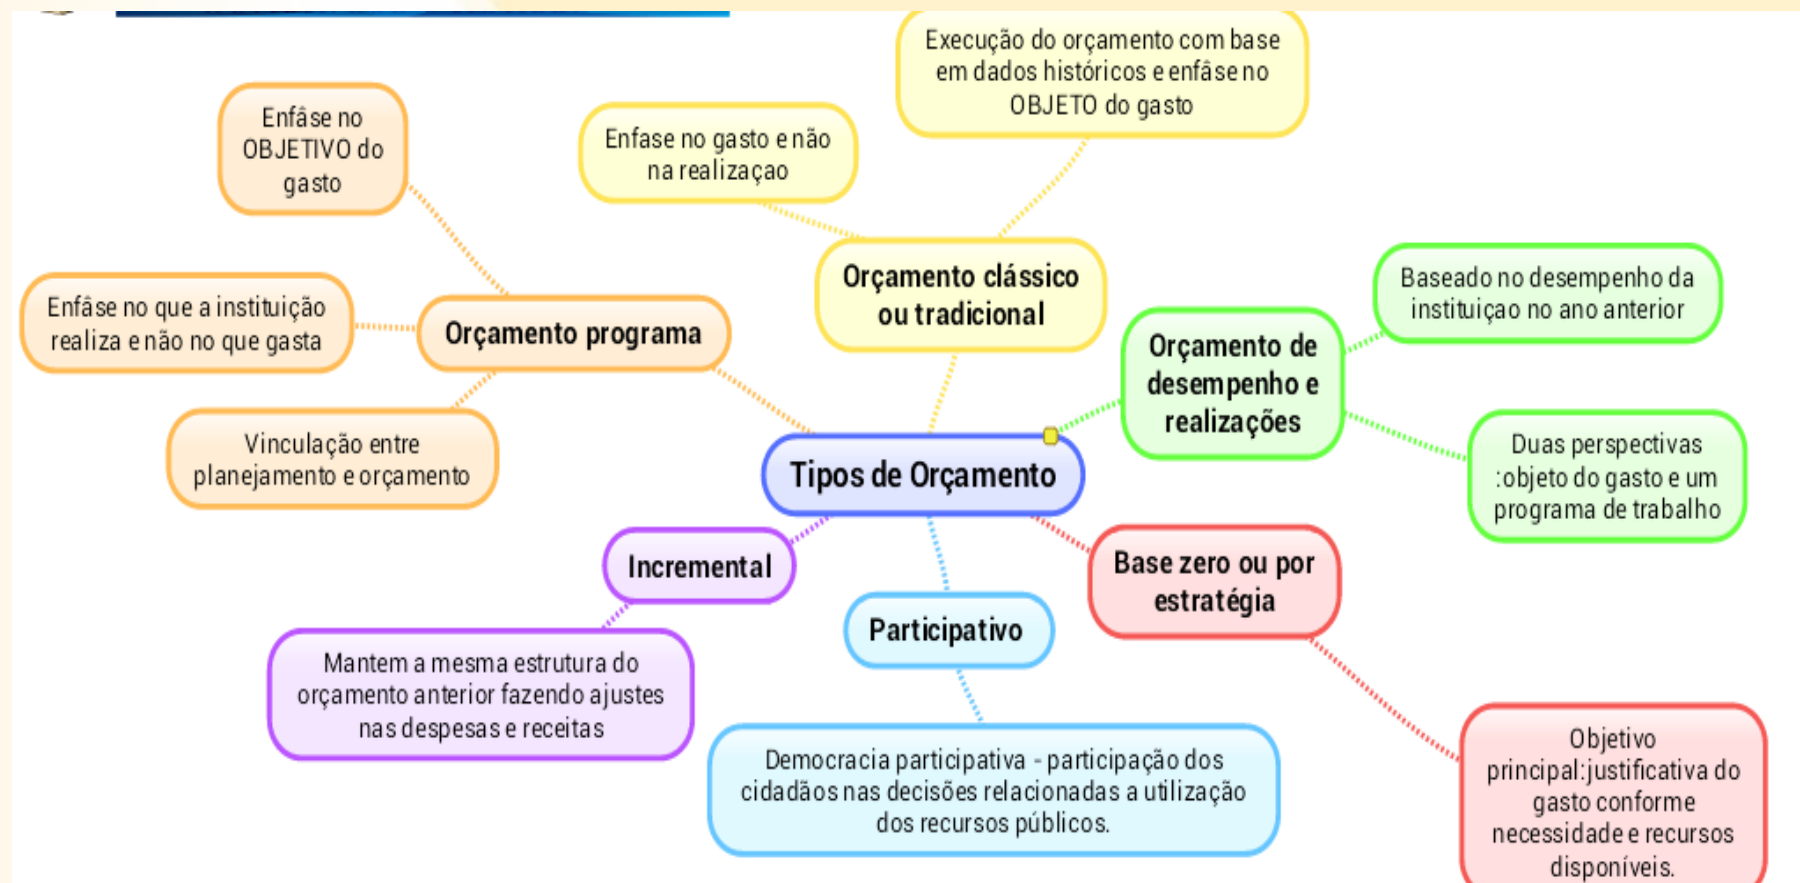 Execução do orçamento com base
em dados históricos e enfâse no
OBJETO do gasto
Enfase no gasto e não
na realizaçao
Orçamento clássico
ou tradicional
Enfâse no
OBJETIVO do
gasto
Enfâse no que a instituição
realiza e não no que gasta
Orçamento programa
Vinculação entre
planejamento e orçamento
Baseado no desempenho da
instituiçao no ano anterior
Orçamento de
desempenho e
realizações
Duas perspectivas
:objeto do gasto e um
programa de trabalho
Tipos de Orçamento
Incremental
Mantem a mesma estrutura do
orçamento anterior fazendo ajustes
nas despesas e receitas
Participativo
Democracia participativa - participação dos
cidadãos nas decisões relacionadas a utilização
dos recursos públicos.
Base zero ou por
estratégia
Objetivo
principal:justificativa do
gasto conforme
necessidade e recursos
disponíveis.